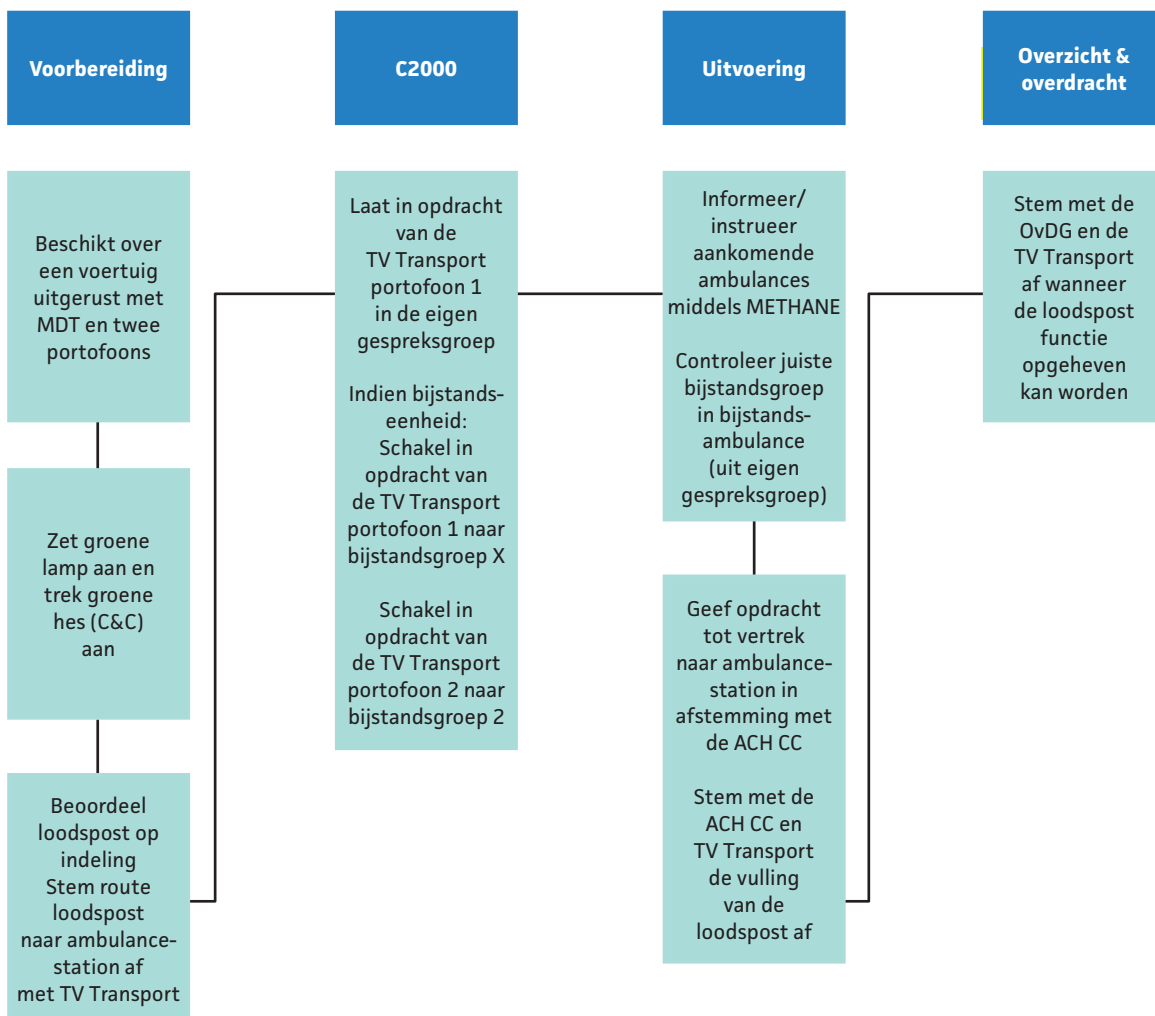 Voorbereiding
Beschikt over
een voertuig
uitgerust met
MDT en twee
portofoons
Zet groene
lamp aan en
trek groene
hes (C&C)
aan
Beoordeel
loodspost op
indeling
Stem route
loodspost
naar ambulance-
station af
met TV Transport
C2000
Laat in opdracht
van de
TV Transport
portofoon 1
in de eigen
gespreksgroep
Indien bijstands-
eenheid:
Schakel in
opdracht van
de TV Transport
portofoon 1 naar
bijstandsgroep X
Schakel in
opdracht van
de TV Transport
portofoon 2 naar
bijstandsgroep 2
Uitvoering
Informeer/
instrueer
aankomende
ambulances
middels METHANE
Controleer juiste
bijstandsgroep
in bijstands-
ambulance
(uit eigen
gespreksgroep)
Geef opdracht
tot vertrek
naar ambulance-
station in
afstemming met
de ACH CC
Stem met de
ACH CC en
TV Transport
de vulling
van de
loodspost af
Overzicht &
overdracht
Stem met de
OvDG en de
TV Transport
af wanneer
de loodspost
functie
opgeheven
kan worden